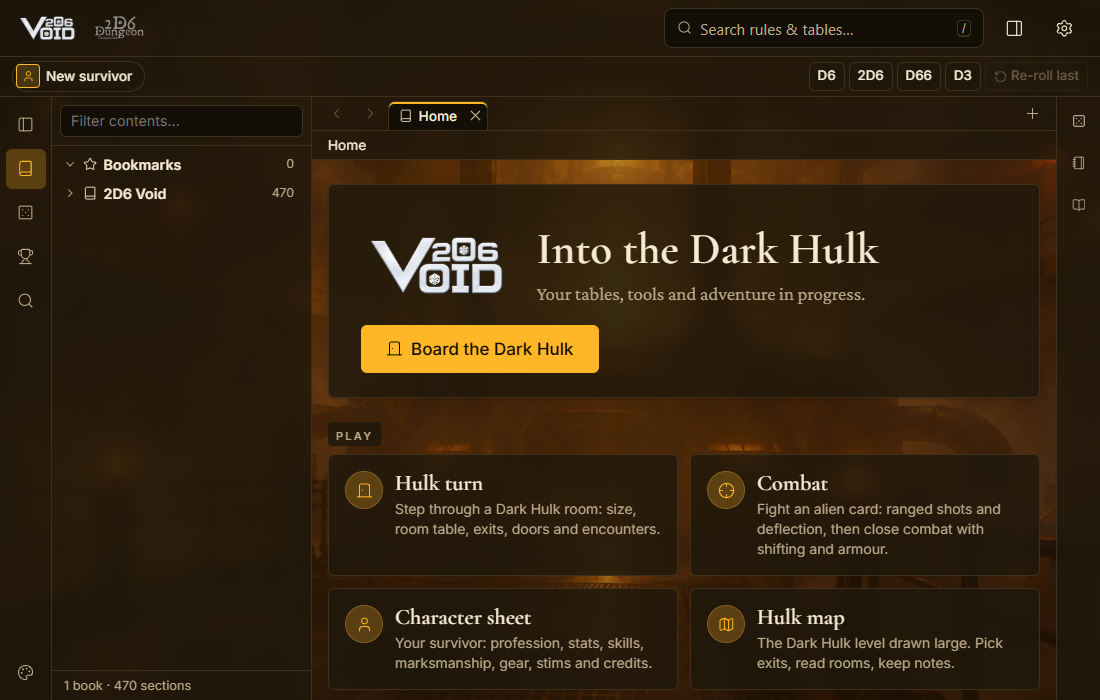 V2D6OID
2D6
Dungeon
Search rules & tables...
/
New survivor
D6
2D6
D66
D3
Re-roll last
Filter contents...
Home
Bookmarks
0
Home
2D6 Void
470
V2D6OID
Into the Dark Hulk
Your tables, tools and adventure in progress.
Board the Dark Hulk
PLAY
Hulk turn
Step through a Dark Hulk room: size,
room table, exits, doors and encounters.
Combat
Fight an alien card: ranged shots and
deflection, then close combat with
shifting and armour.
Character sheet
Your survivor: profession, stats, skills,
marksmanship, gear, stims and credits.
Hulk map
The Dark Hulk level drawn large. Pick
exits, read rooms, keep notes.
1 book · 470 sections